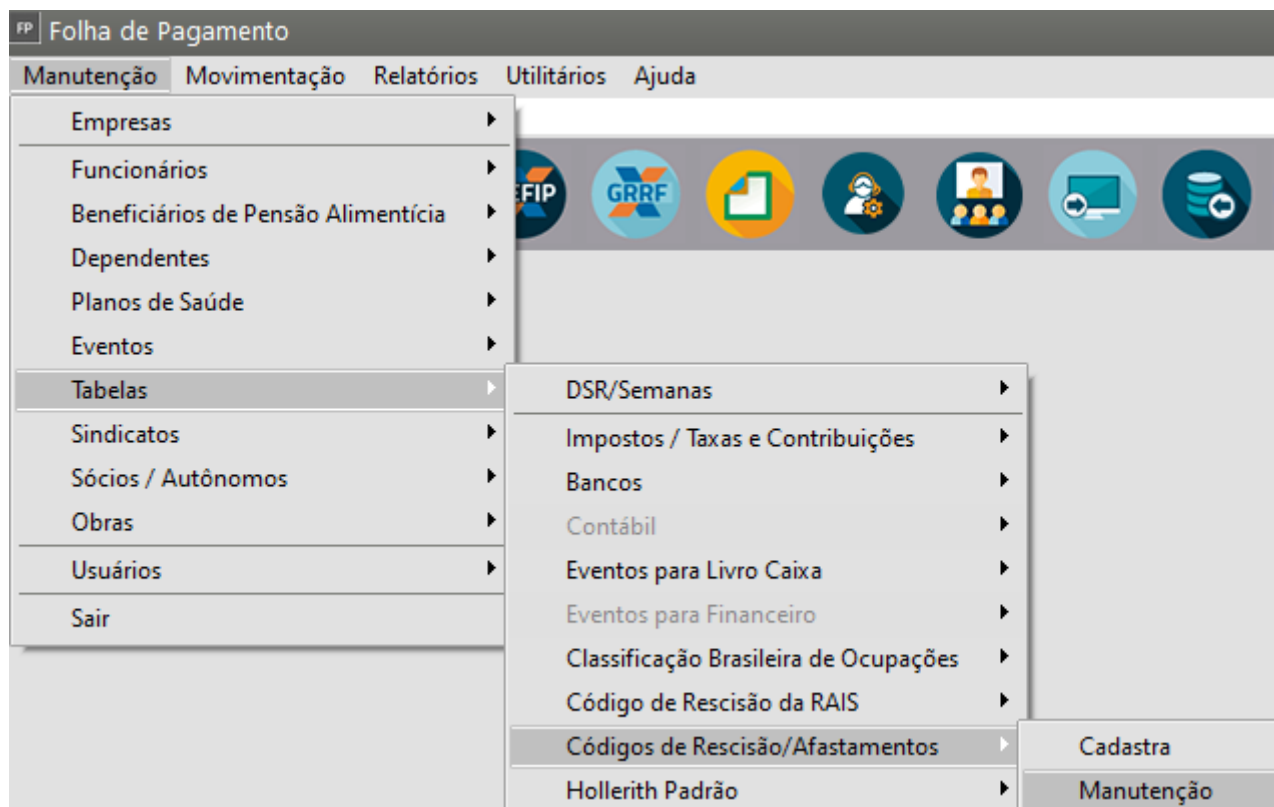 FP Folha de Pagamento
Manutenção Movimentação Relatórios Utilitários Ajuda
Empresas
Funcionários
Beneficiários de Pensão Alimentícia
Dependentes
Planos de Saúde
Eventos
Tabelas
Sindicatos
Sócios / Autônomos
Obras
Usuários
Sair
EFIP
GRRF
DSR/Semanas
Impostos / Taxas e Contribuições
Bancos
Contábil
Eventos para Livro Caixa
Eventos para Financeiro
Classificação Brasileira de Ocupações
Código de Rescisão da RAIS
Códigos de Rescisão/Afastamentos
Hollerith Padrão
Cadastra
Manutenção